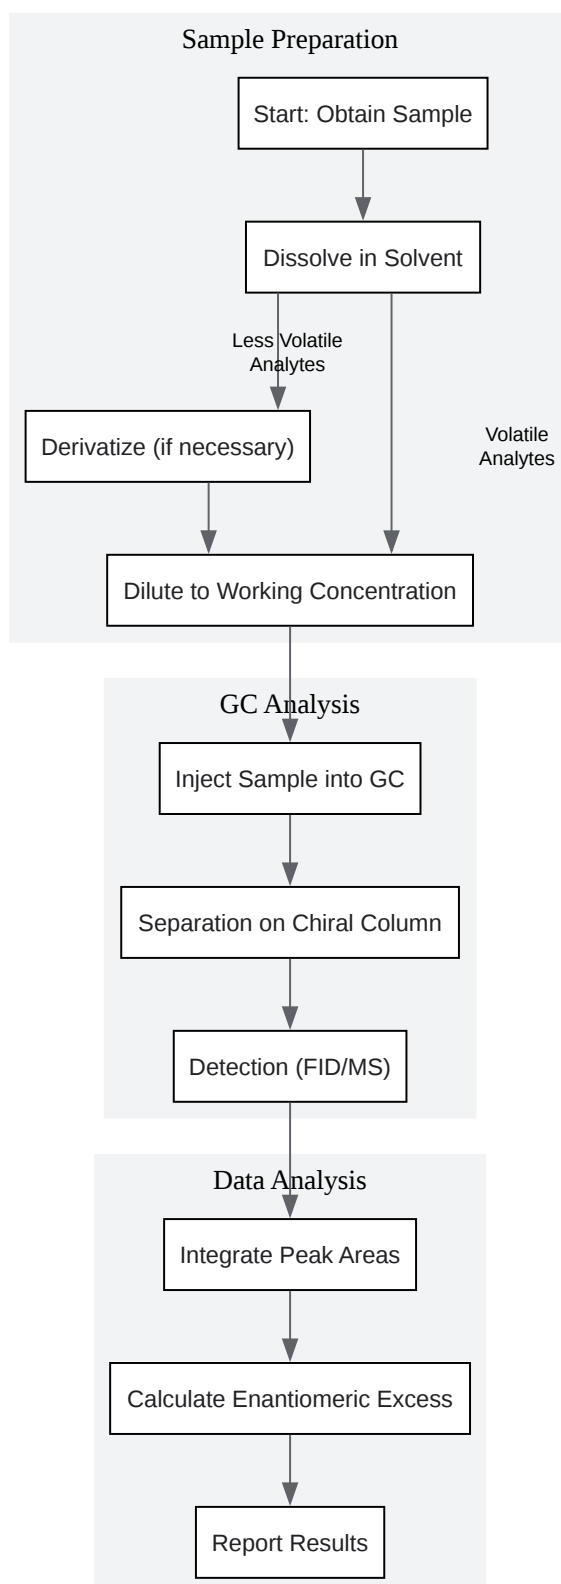 Sample Preparation
Start: Obtain Sample
Dissolve in Solvent
Less Volatile
Analytes
Derivatize (if necessary)
Volatile
Analytes
Dilute to Working Concentration
GC Analysis
Inject Sample into GC
Separation on Chiral Column
Detection (FID/MS)
Data Analysis
Integrate Peak Areas
Calculate Enantiomeric Excess
Report Results